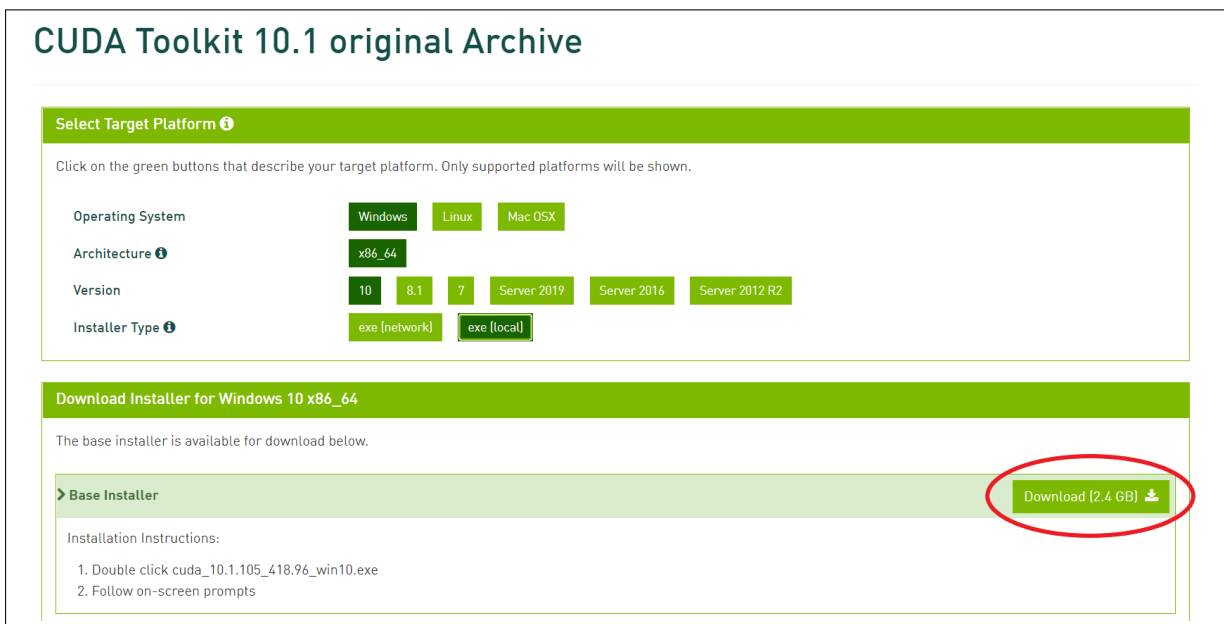 CUDA Toolkit 10.1 original Archive
Select Target Platform
Click on the green buttons that describe your target platform. Only supported platforms will be shown.
Operating System Windows Linux Mac OSX
Architecture x86_64
Version 10 8.1 7 Server 2019 Server 2016 Server 2012 R2
Installer Type exe (network) exe (local)
Download Installer for Windows 10 x86_64
The base installer is available for download below.
Base Installer Download (2.4 GB)
Installation Instructions:
1. Double click cuda_10.1.105_418.96_win10.exe
2. Follow on-screen prompts